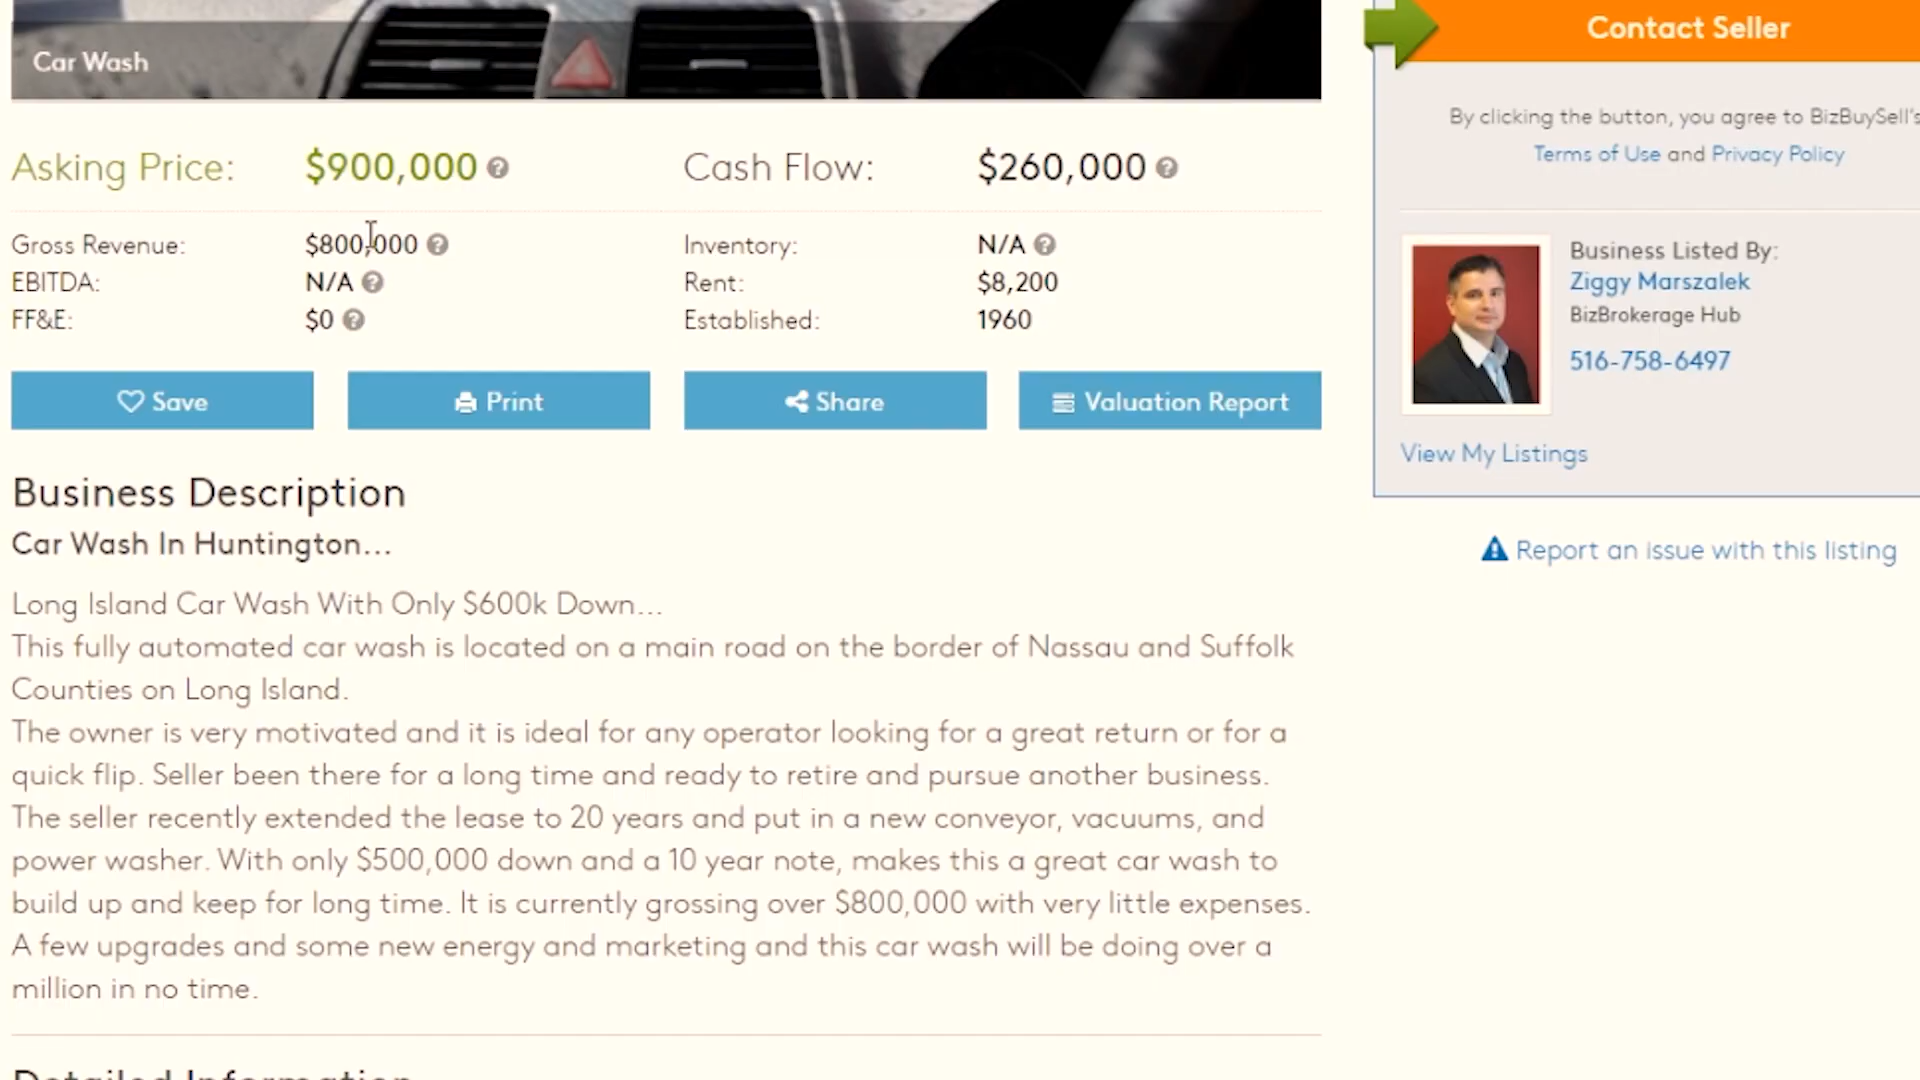 Car Wash
Asking Price: $900,000 Cash Flow: $260,000
Gross Revenue: $800,000 Inventory: N/A
EBITDA: N/A Rent: $8,200
FF&E: $0 Established: 1960
Save Print Share Valuation Report
Business Description
Car Wash In Huntington...
Long Island Car Wash With Only $600k Down...
This fully automated car wash is located on a main road on the border of Nassau and Suffolk
Counties on Long Island.
The owner is very motivated and it is ideal for any operator looking for a great return or for a
quick flip. Seller been there for a long time and ready to retire and pursue another business.
The seller recently extended the lease to 20 years and put in a new conveyor, vacuums, and
power washer. With only $500,000 down and a 10 year note, makes this a great car wash to
build up and keep for long time. It is currently grossing over $800,000 with very little expenses.
A few upgrades and some new energy and marketing and this car wash will be doing over a
million in no time.
Detailed Information
Contact Seller
By clicking the button, you agree to BizBuySell's
Terms of Use and Privacy Policy
Business Listed By:
Ziggy Marszalek
BizBrokerage Hub
516-758-6497
View My Listings
Report an issue with this listing